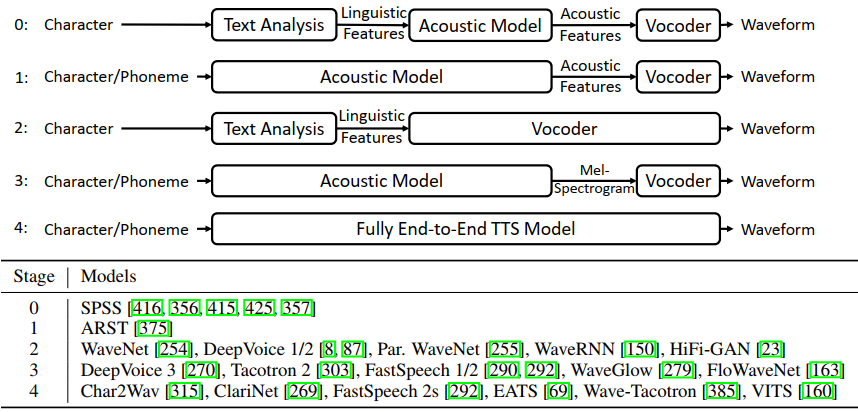 0: Character Text Analysis Linguistic Features Acoustic Model Acoustic Features Vocoder Waveform
1: Character/Phoneme Acoustic Model Acoustic Features Vocoder Waveform
2: Character Text Analysis Linguistic Features Vocoder Waveform
3: Character/Phoneme Acoustic Model Mel-Spectrogram Vocoder Waveform
4: Character/Phoneme Fully End-to-End TTS Model Waveform
Stage Models
0 SPSS [416, 356, 415, 425, 357]
1 ARST [375]
2 WaveNet [254], DeepVoice 1/2 [8, 87], Par. WaveNet [255], WaveRNN [150], HiFi-GAN [23]
3 DeepVoice 3 [270], Tacotron 2 [303], FastSpeech 1/2 [290, 292], WaveGlow [279], FloWaveNet [163]
4 Char2Wav [315], ClariNet [269], FastSpeech 2s [292], EATS [69], Wave-Tacotron [385], VITS [160]